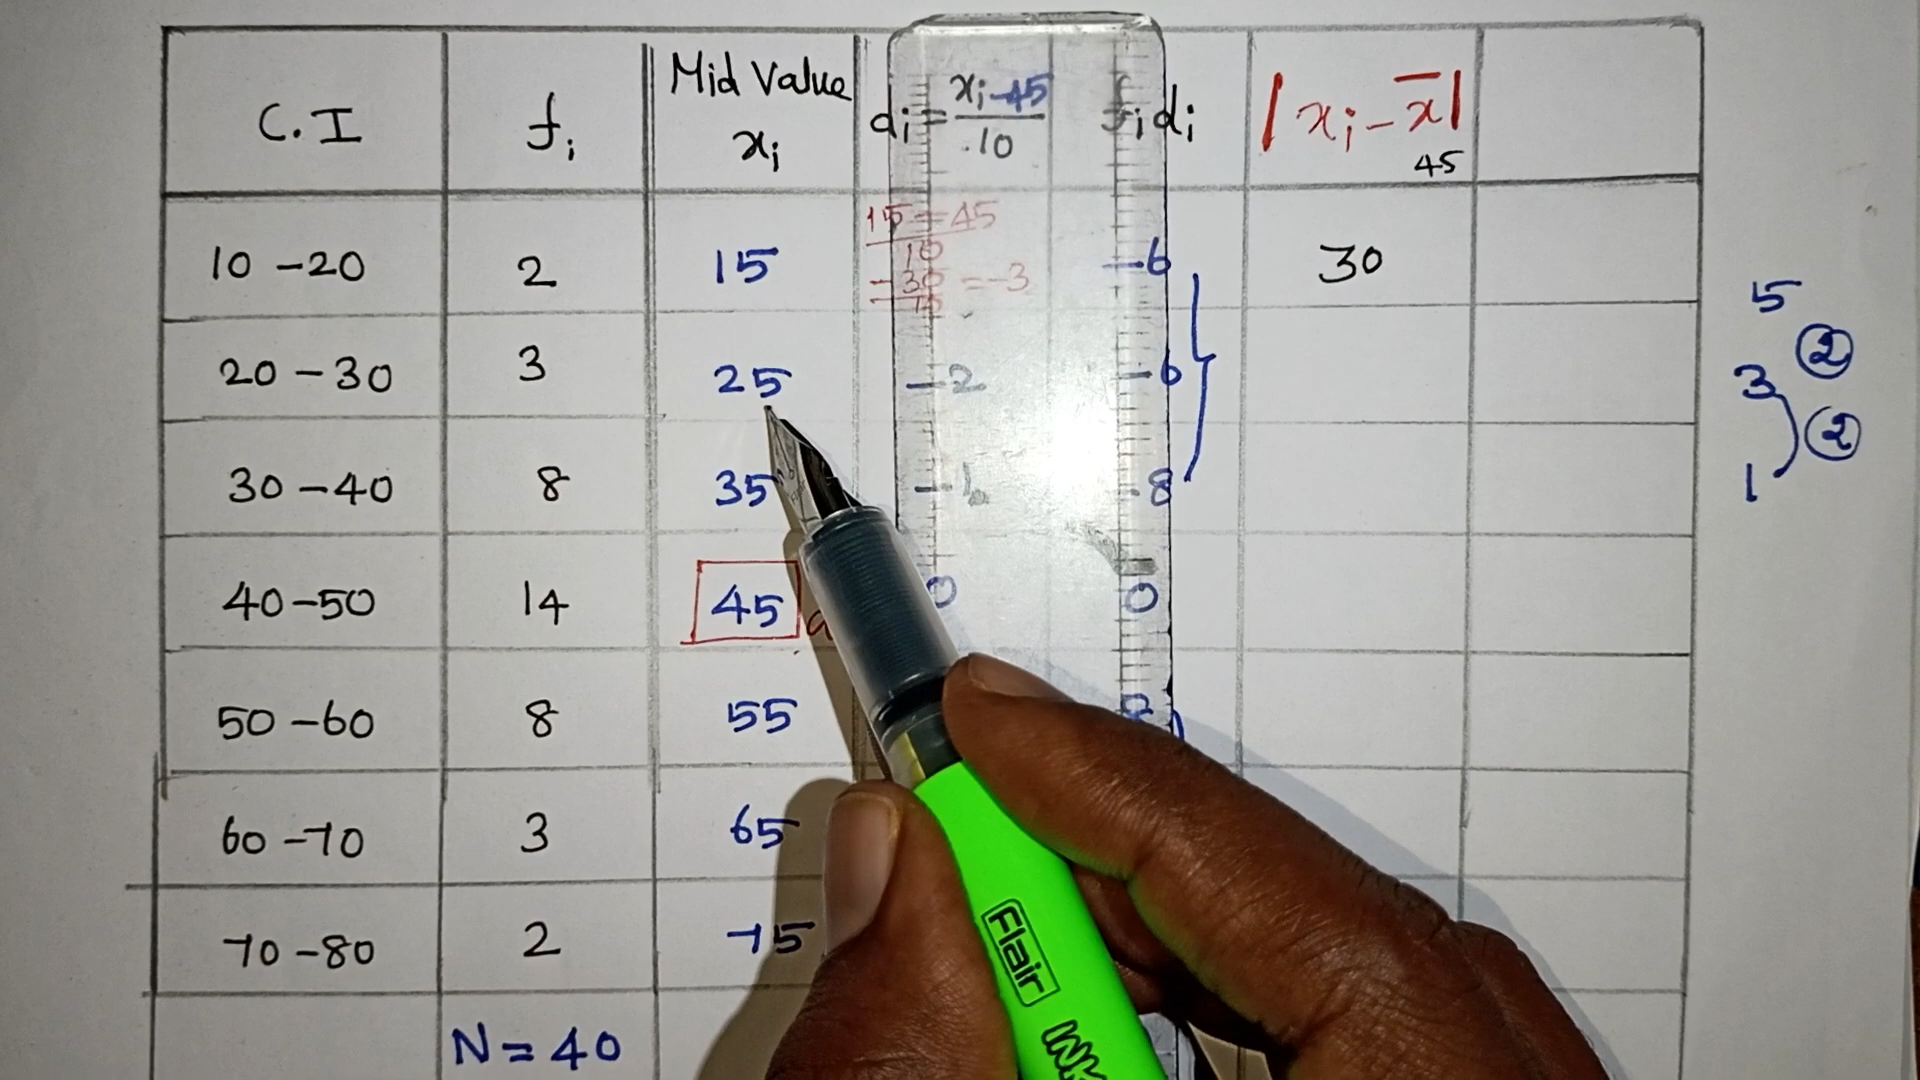 C.I fi Mid Value xi di = xi-45 / 10 fidi |xi - x̅| 45
10-20 2 15 15-45 / 10 -6 30
-30 / 10 = -3
20-30 3 25 -2 -6
30-40 8 35 -1 -8
40-50 14 45 a 0 0
50-60 8 55 8
60-70 3 65
70-80 2 75
N = 40
5
2
3
2
1
Flair
INK